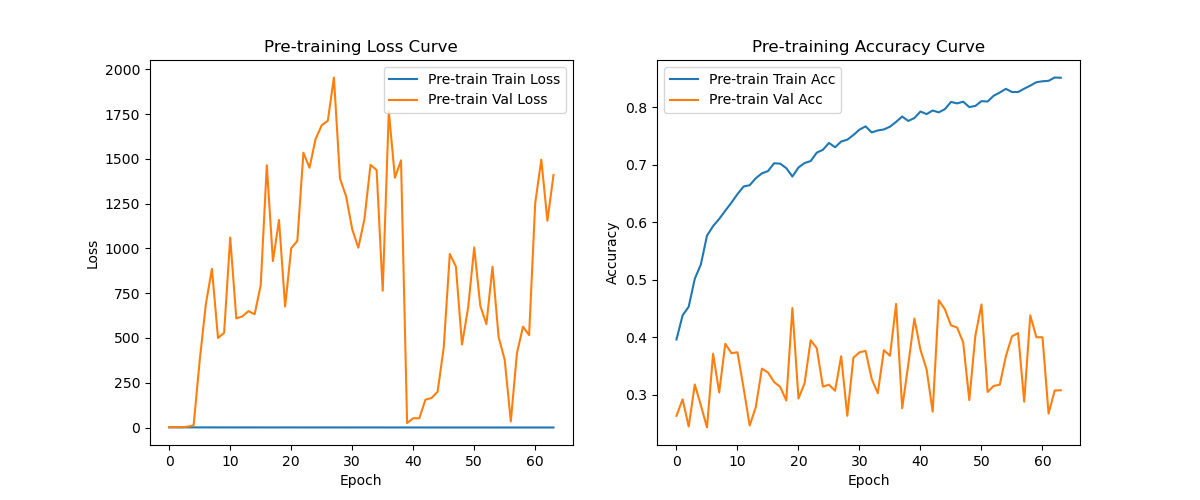 Pre-training Loss Curve
Pre-train Train Loss
Pre-train Val Loss
2000
1750
1500
1250
1000
750
500
250
0
Loss
0 10 20 30 40 50 60
Epoch
Pre-training Accuracy Curve
Pre-train Train Acc
Pre-train Val Acc
0.8
0.7
0.6
0.5
0.4
0.3
Accuracy
0 10 20 30 40 50 60
Epoch